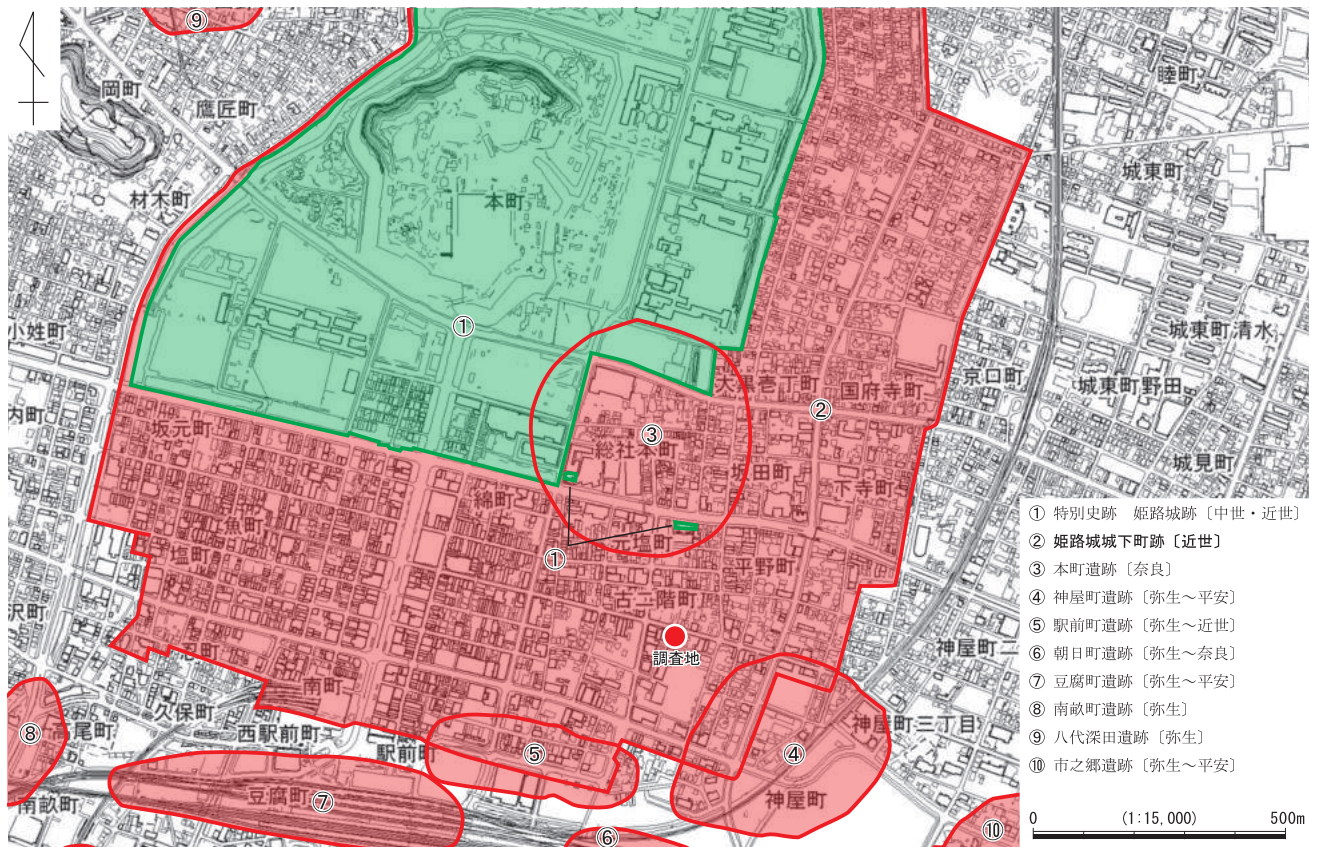 ⑨
岡町
鷹匠町
睦町
城東町
材木町
本町
①
小姓町
城東町清水
大黒壱丁町
国府寺町
京口町
城東町野田
内町
坂元町
②
③
総社本町
城見町
綿町
下寺町
魚町
①
塩町
平野町
古二階町
沢町
調査地
神屋町二
南町
久保町
⑧
高尾町
西駅前町
駅前町
⑤
④
神屋町三丁目
豆腐町
⑦
神屋町
南畝町
⑥
⑩
① 特別史跡　姫路城跡〔中世・近世〕
② 姫路城城下町跡〔近世〕
③ 本町遺跡〔奈良〕
④ 神屋町遺跡〔弥生～平安〕
⑤ 駅前町遺跡〔弥生～近世〕
⑥ 朝日町遺跡〔弥生～奈良〕
⑦ 豆腐町遺跡〔弥生～平安〕
⑧ 南畝町遺跡〔弥生〕
⑨ 八代深田遺跡〔弥生〕
⑩ 市之郷遺跡〔弥生～平安〕
0 (1:15,000) 500m